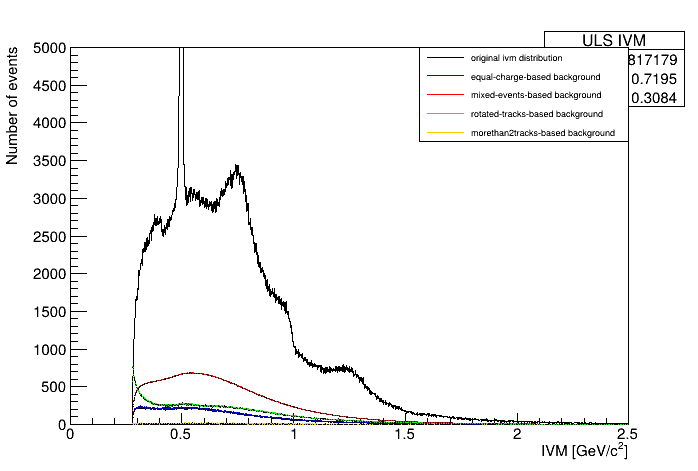 ULS IVM
817179
0.7195
0.3084
original ivm distribution
equal-charge-based background
mixed-events-based background
rotated-tracks-based background
morethan2tracks-based background
Number of events
5000
4500
4000
3500
3000
2500
2000
1500
1000
500
0
0 0.5 1 1.5 2 2.5
IVM [GeV/c²]